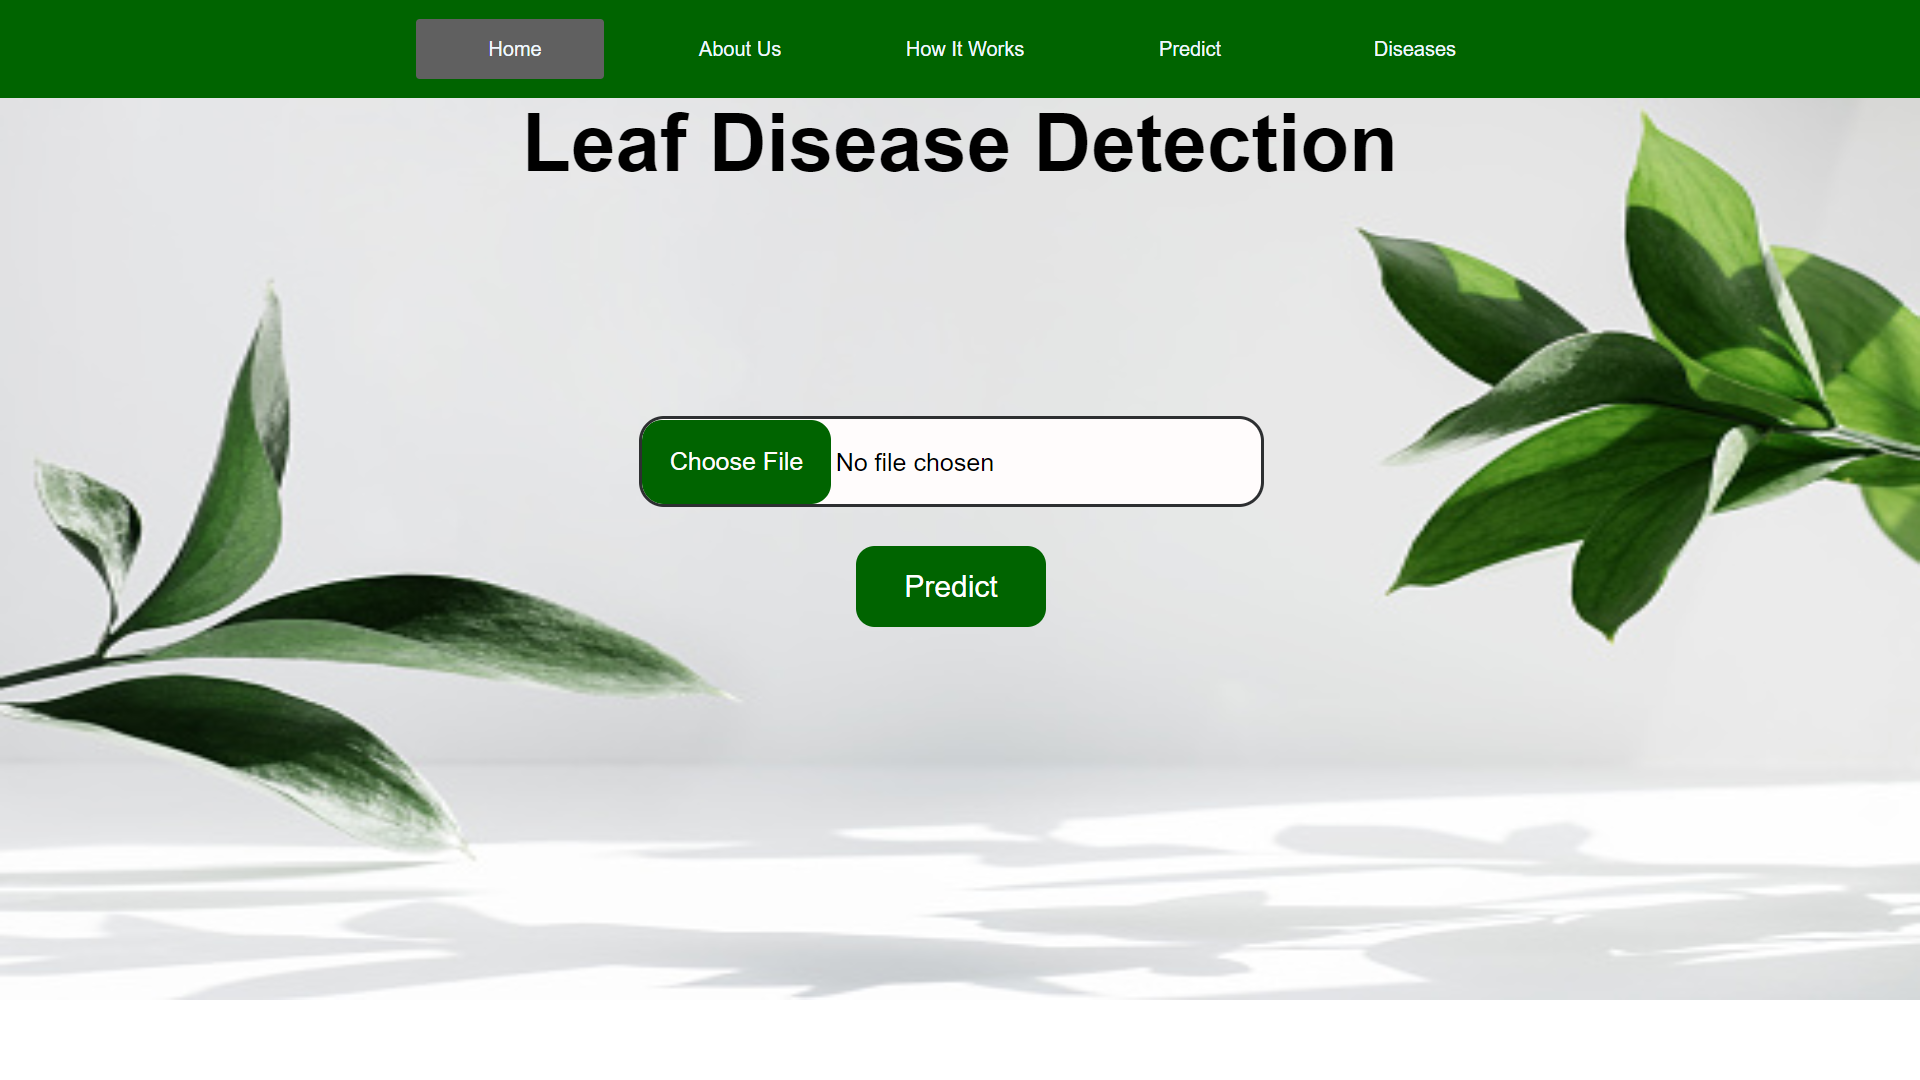 Home About Us How It Works Predict Diseases
Leaf Disease Detection
Choose File No file chosen
Predict